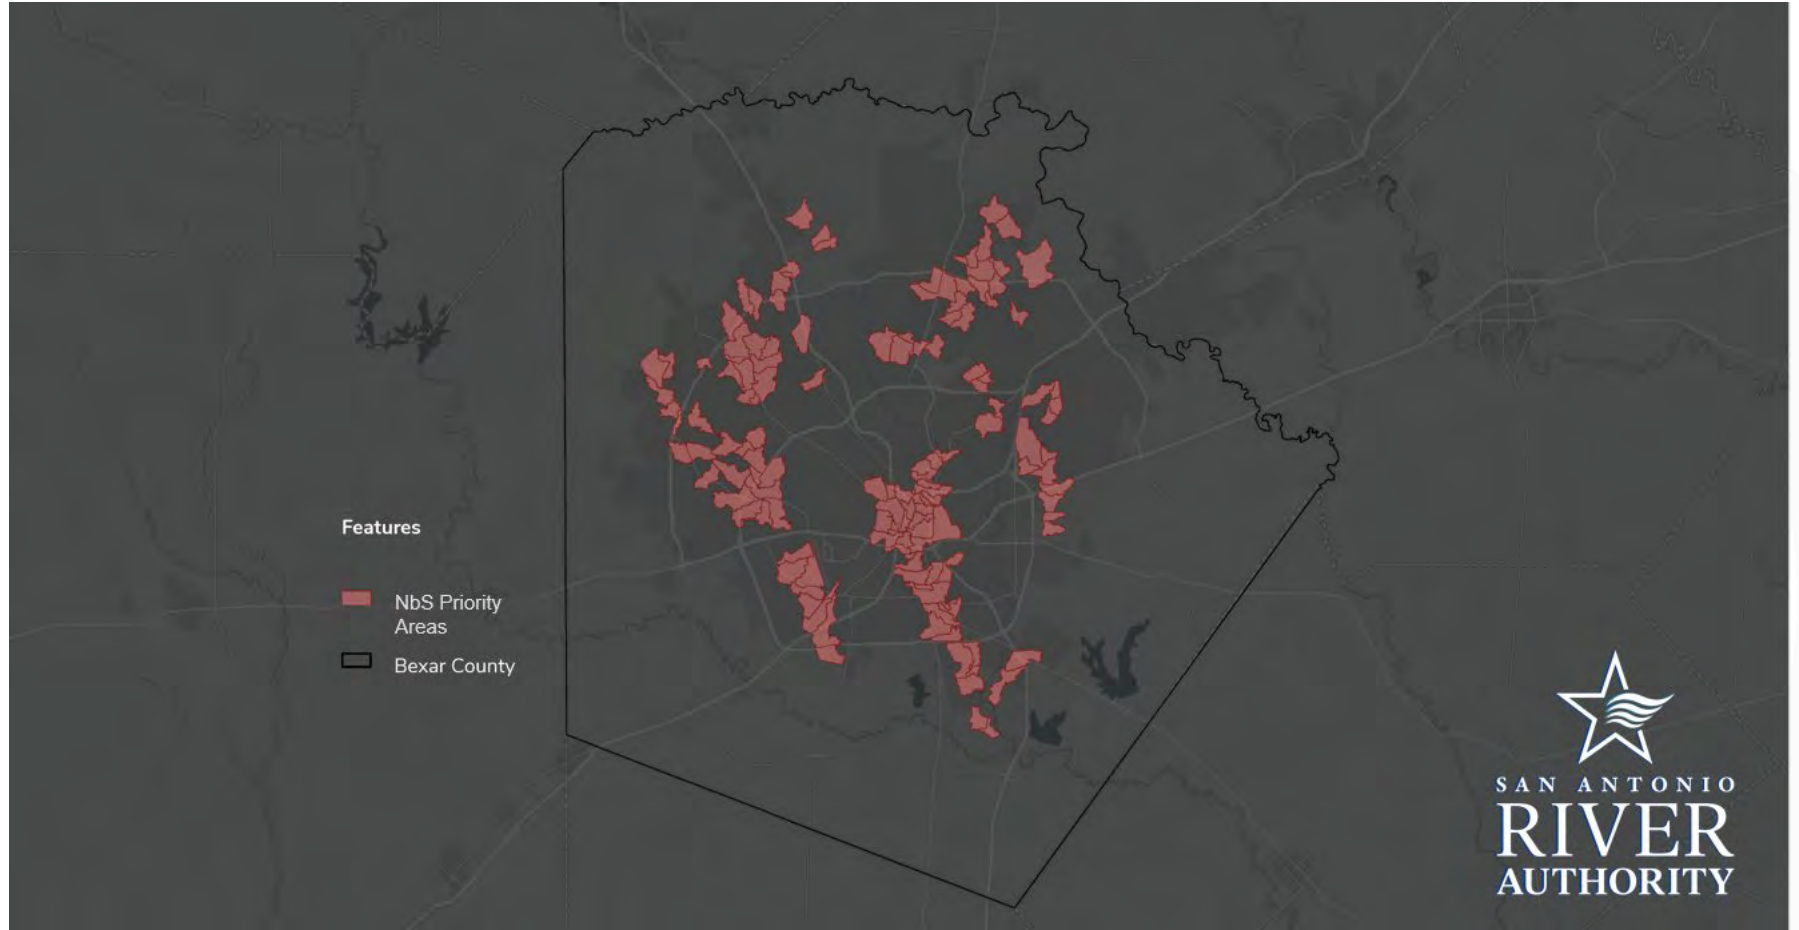 Features
NbS Priority
Areas
Bexar County
SAN ANTONIO
RIVER
AUTHORITY